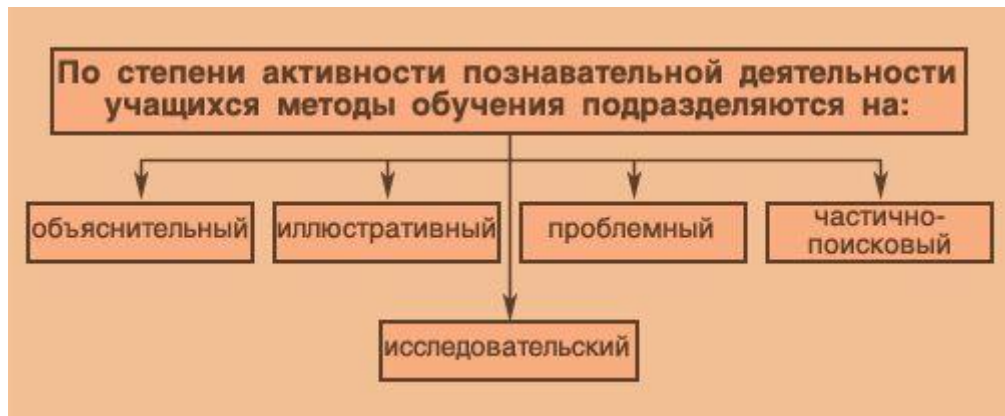 По степени активности познавательной деятельности
учащихся методы обучения подразделяются на:
объяснительный
иллюстративный
проблемный
частично-
поисковый
исследовательский